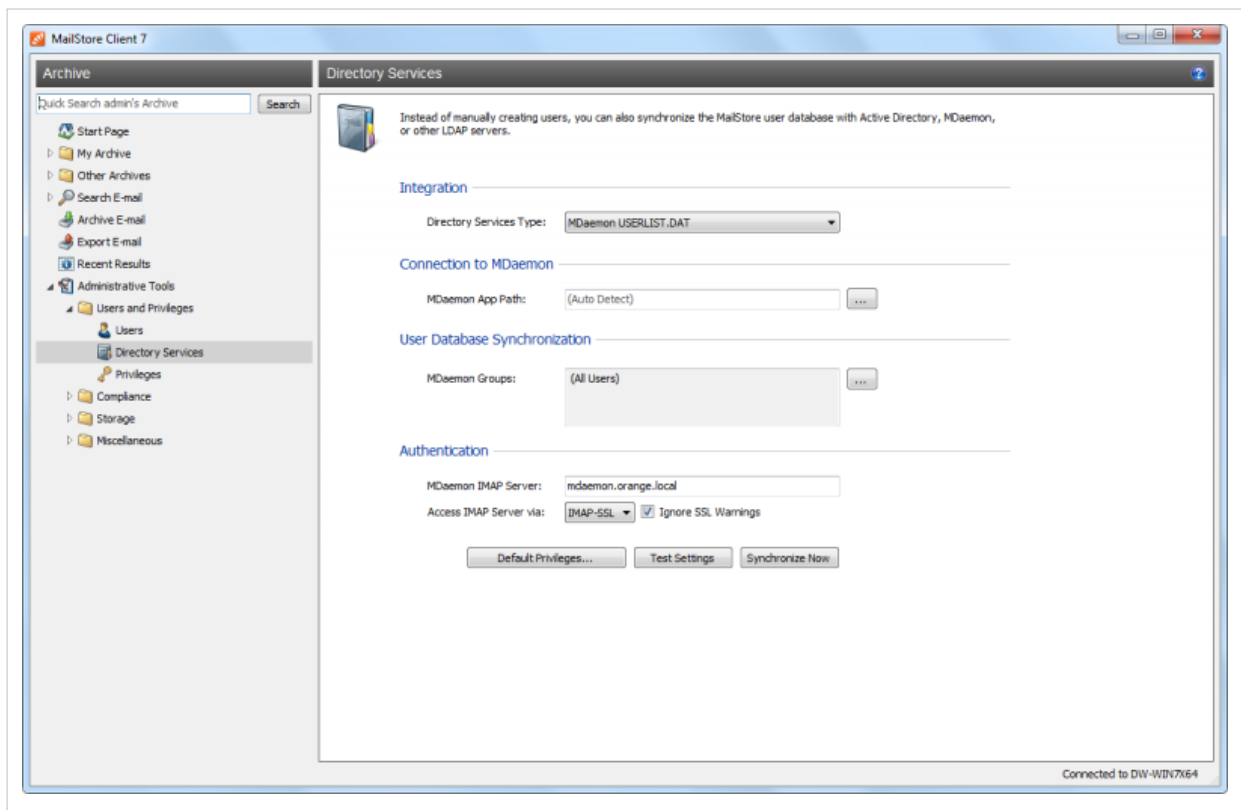 MailStore Client 7
Archive
Directory Services
Quick Search admin's Archive
Search
Start Page
My Archive
Other Archives
Search E-mail
Archive E-mail
Export E-mail
Recent Results
Administrative Tools
Users and Privileges
Users
Directory Services
Privileges
Compliance
Storage
Miscellaneous
Instead of manually creating users, you can also synchronize the MailStore user database with Active Directory, MDaemon,
or other LDAP servers.
Integration
Directory Services Type: MDaemon USERLIST.DAT
Connection to MDaemon
MDaemon App Path: (Auto Detect) ...
User Database Synchronization
MDaemon Groups: (All Users) ...
Authentication
MDaemon IMAP Server: mdaemon.orange.local
Access IMAP Server via: IMAP-SSL Ignore SSL Warnings
Default Privileges... Test Settings Synchronize Now
Connected to DW-WIN7X64